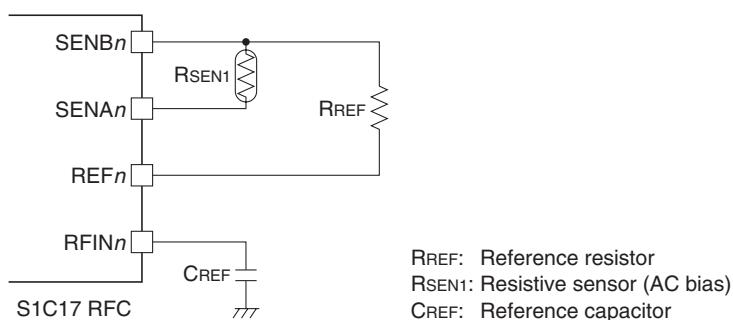 SENBn
RSEN1
SENAn
RREF
REFn
RFINn
CREF
S1C17 RFC
RREF: Reference resistor
RSEN1: Resistive sensor (AC bias)
CREF: Reference capacitor